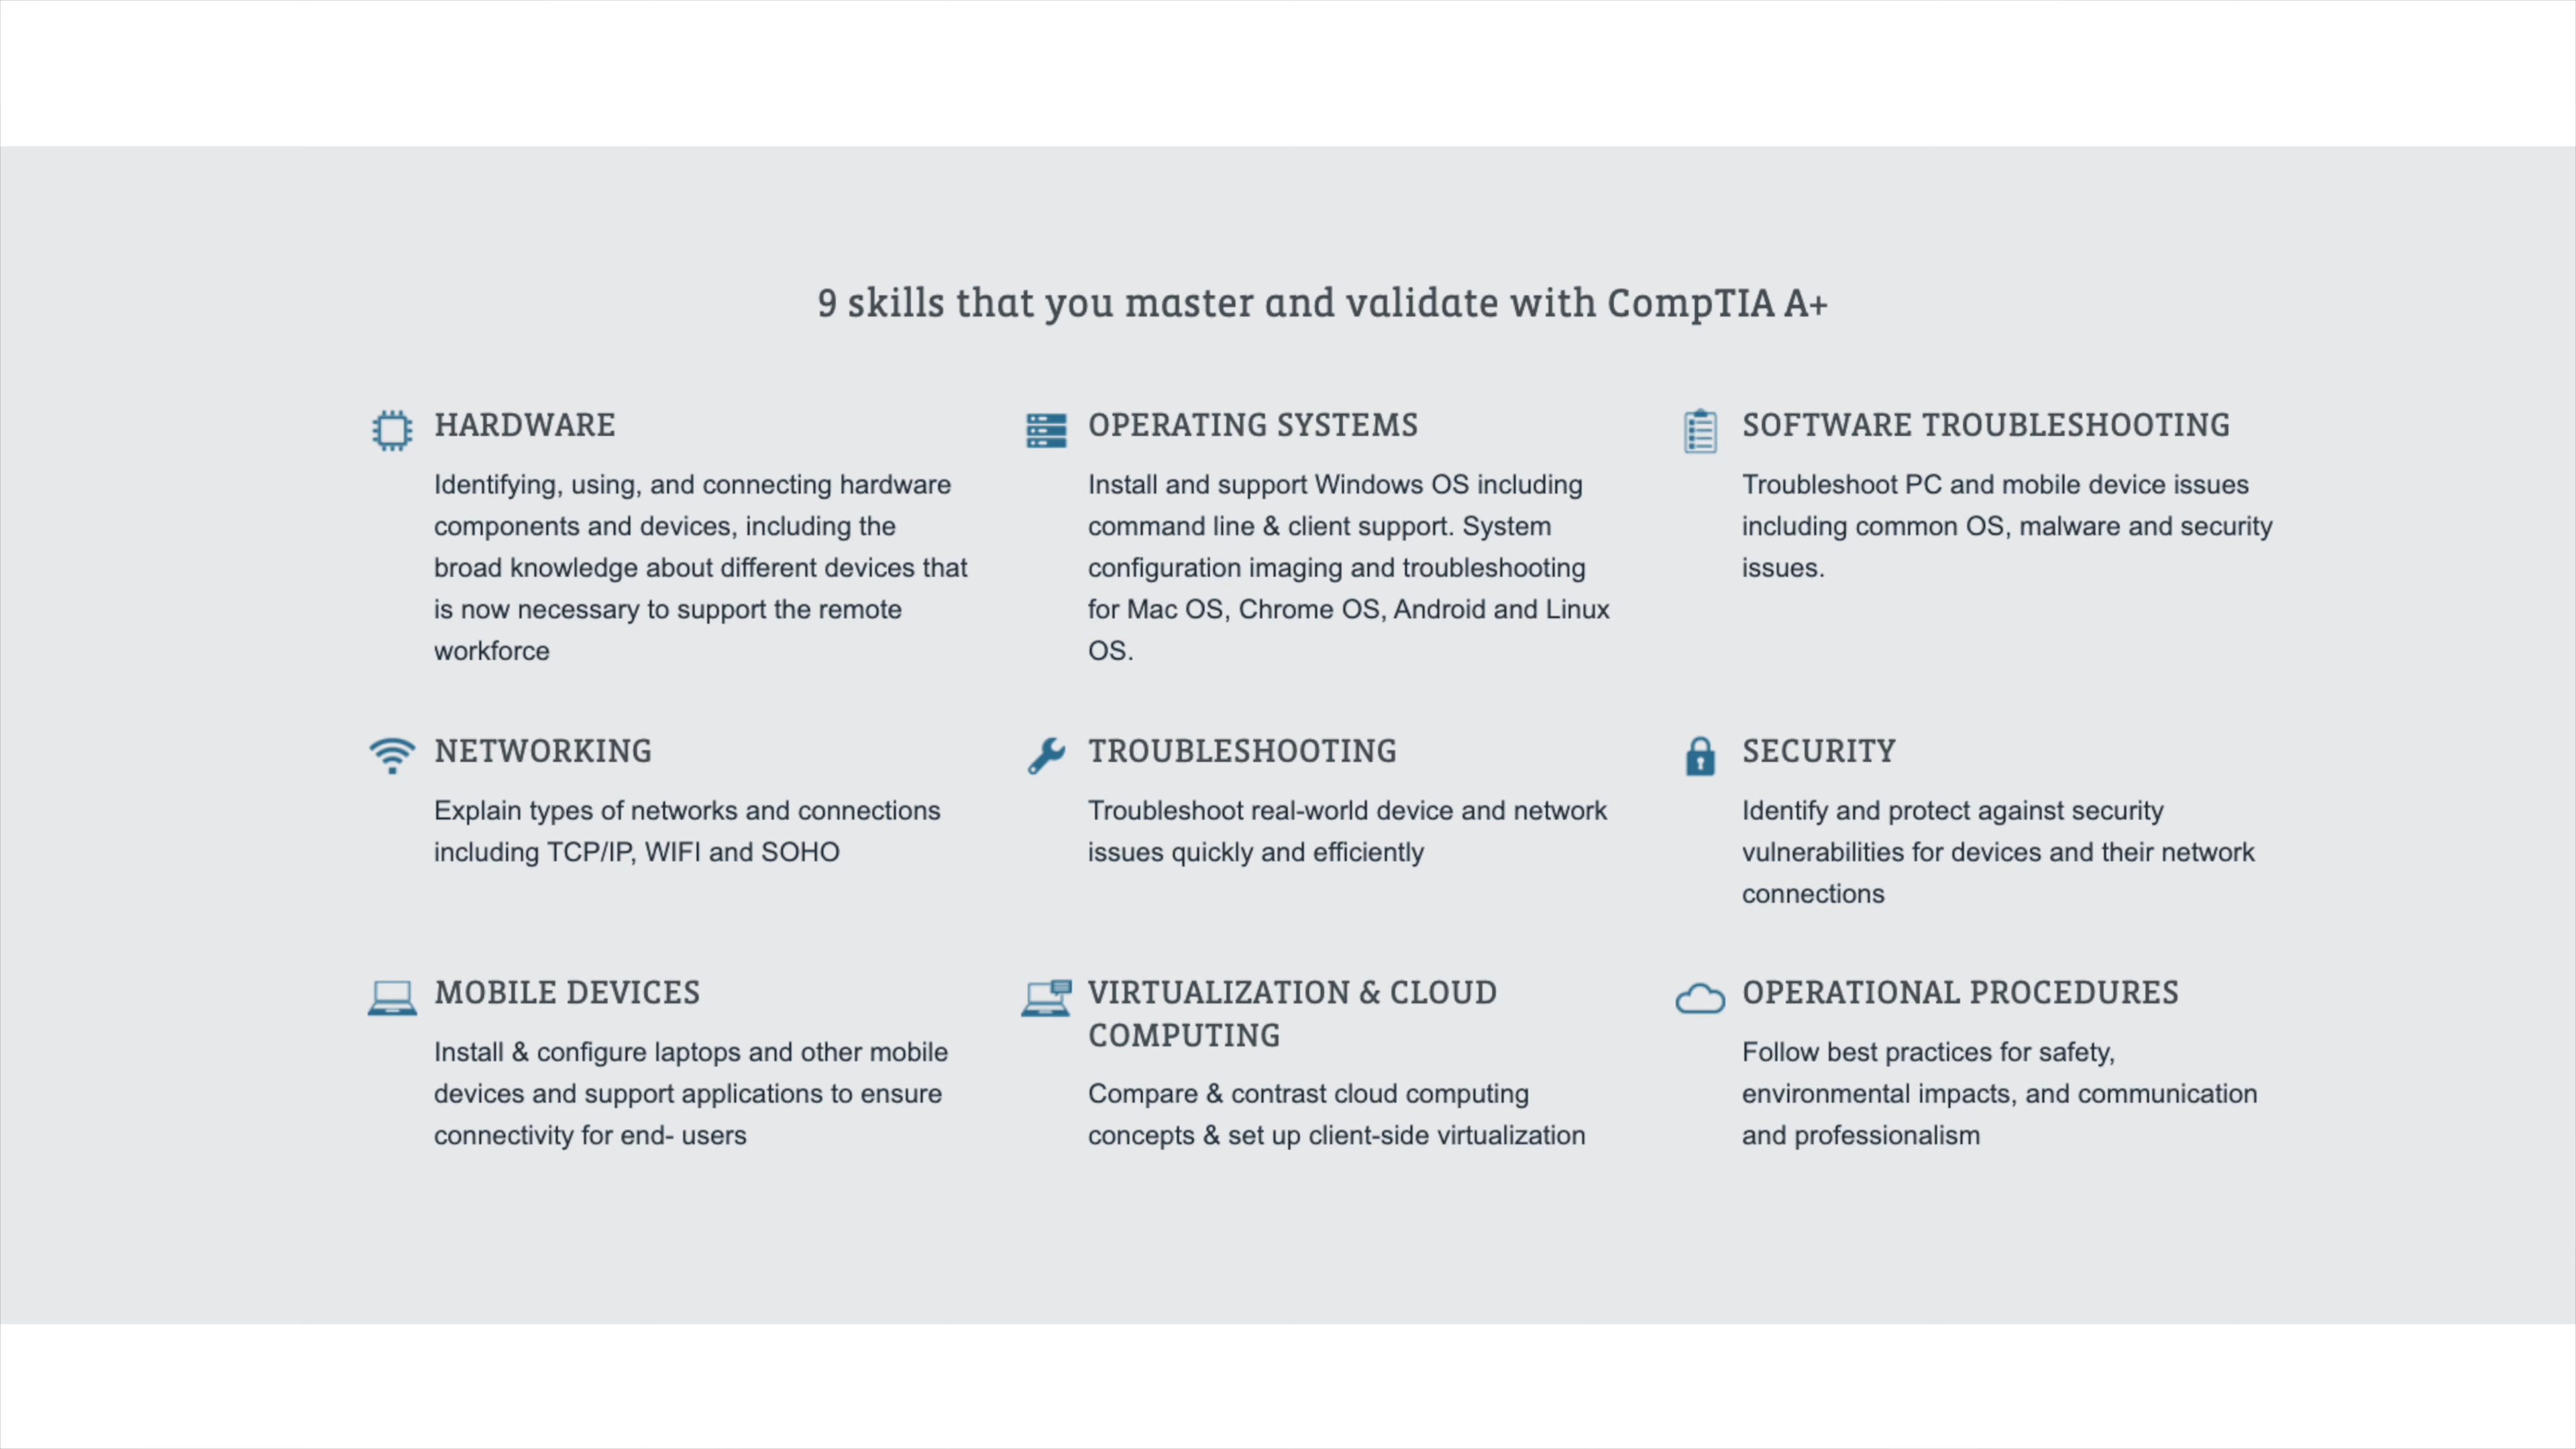 9 skills that you master and validate with CompTIA A+
HARDWARE
Identifying, using, and connecting hardware
components and devices, including the
broad knowledge about different devices that
is now necessary to support the remote
workforce
OPERATING SYSTEMS
Install and support Windows OS including
command line & client support. System
configuration imaging and troubleshooting
for Mac OS, Chrome OS, Android and Linux
OS.
SOFTWARE TROUBLESHOOTING
Troubleshoot PC and mobile device issues
including common OS, malware and security
issues.
NETWORKING
Explain types of networks and connections
including TCP/IP, WIFI and SOHO
TROUBLESHOOTING
Troubleshoot real-world device and network
issues quickly and efficiently
SECURITY
Identify and protect against security
vulnerabilities for devices and their network
connections
MOBILE DEVICES
Install & configure laptops and other mobile
devices and support applications to ensure
connectivity for end- users
VIRTUALIZATION & CLOUD
COMPUTING
Compare & contrast cloud computing
concepts & set up client-side virtualization
OPERATIONAL PROCEDURES
Follow best practices for safety,
environmental impacts, and communication
and professionalism